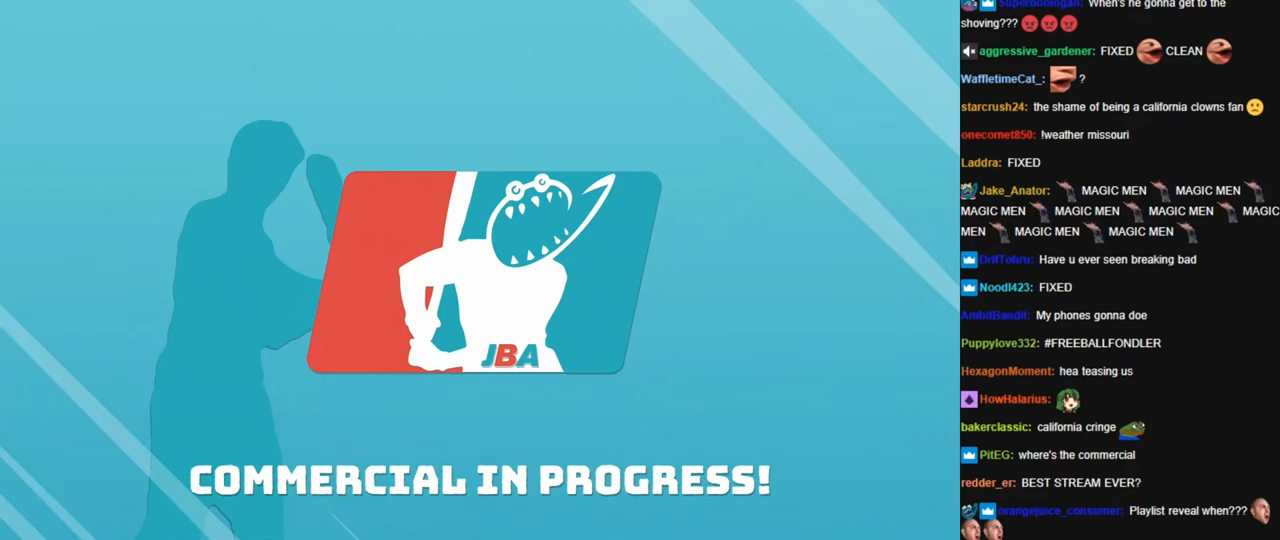 JBA
COMMERCIAL IN PROGRESS!
Superboologan: When's he gonna get to the
shoving???
aggressive_gardener: FIXED CLEAN
WaffletimeCat_: ?
starcrush24: the shame of being a california clowns fan
onecomet850: !weather missouri
Laddra: FIXED
Jake_Anator: MAGIC MEN MAGIC MEN
MAGIC MEN MAGIC MEN MAGIC MEN MAGIC
MEN MAGIC MEN MAGIC MEN
DrifTohru: Have u ever seen breaking bad
Noodl423: FIXED
AmbitBandit: My phones gonna doe
Puppylove332: #FREEBALLFONDLER
HexagonMoment: hea teasing us
HowHalarius:
bakerclassic: california cringe
PitEG: where's the commercial
redder_er: BEST STREAM EVER?
orangejuice_consumer: Playlist reveal when???